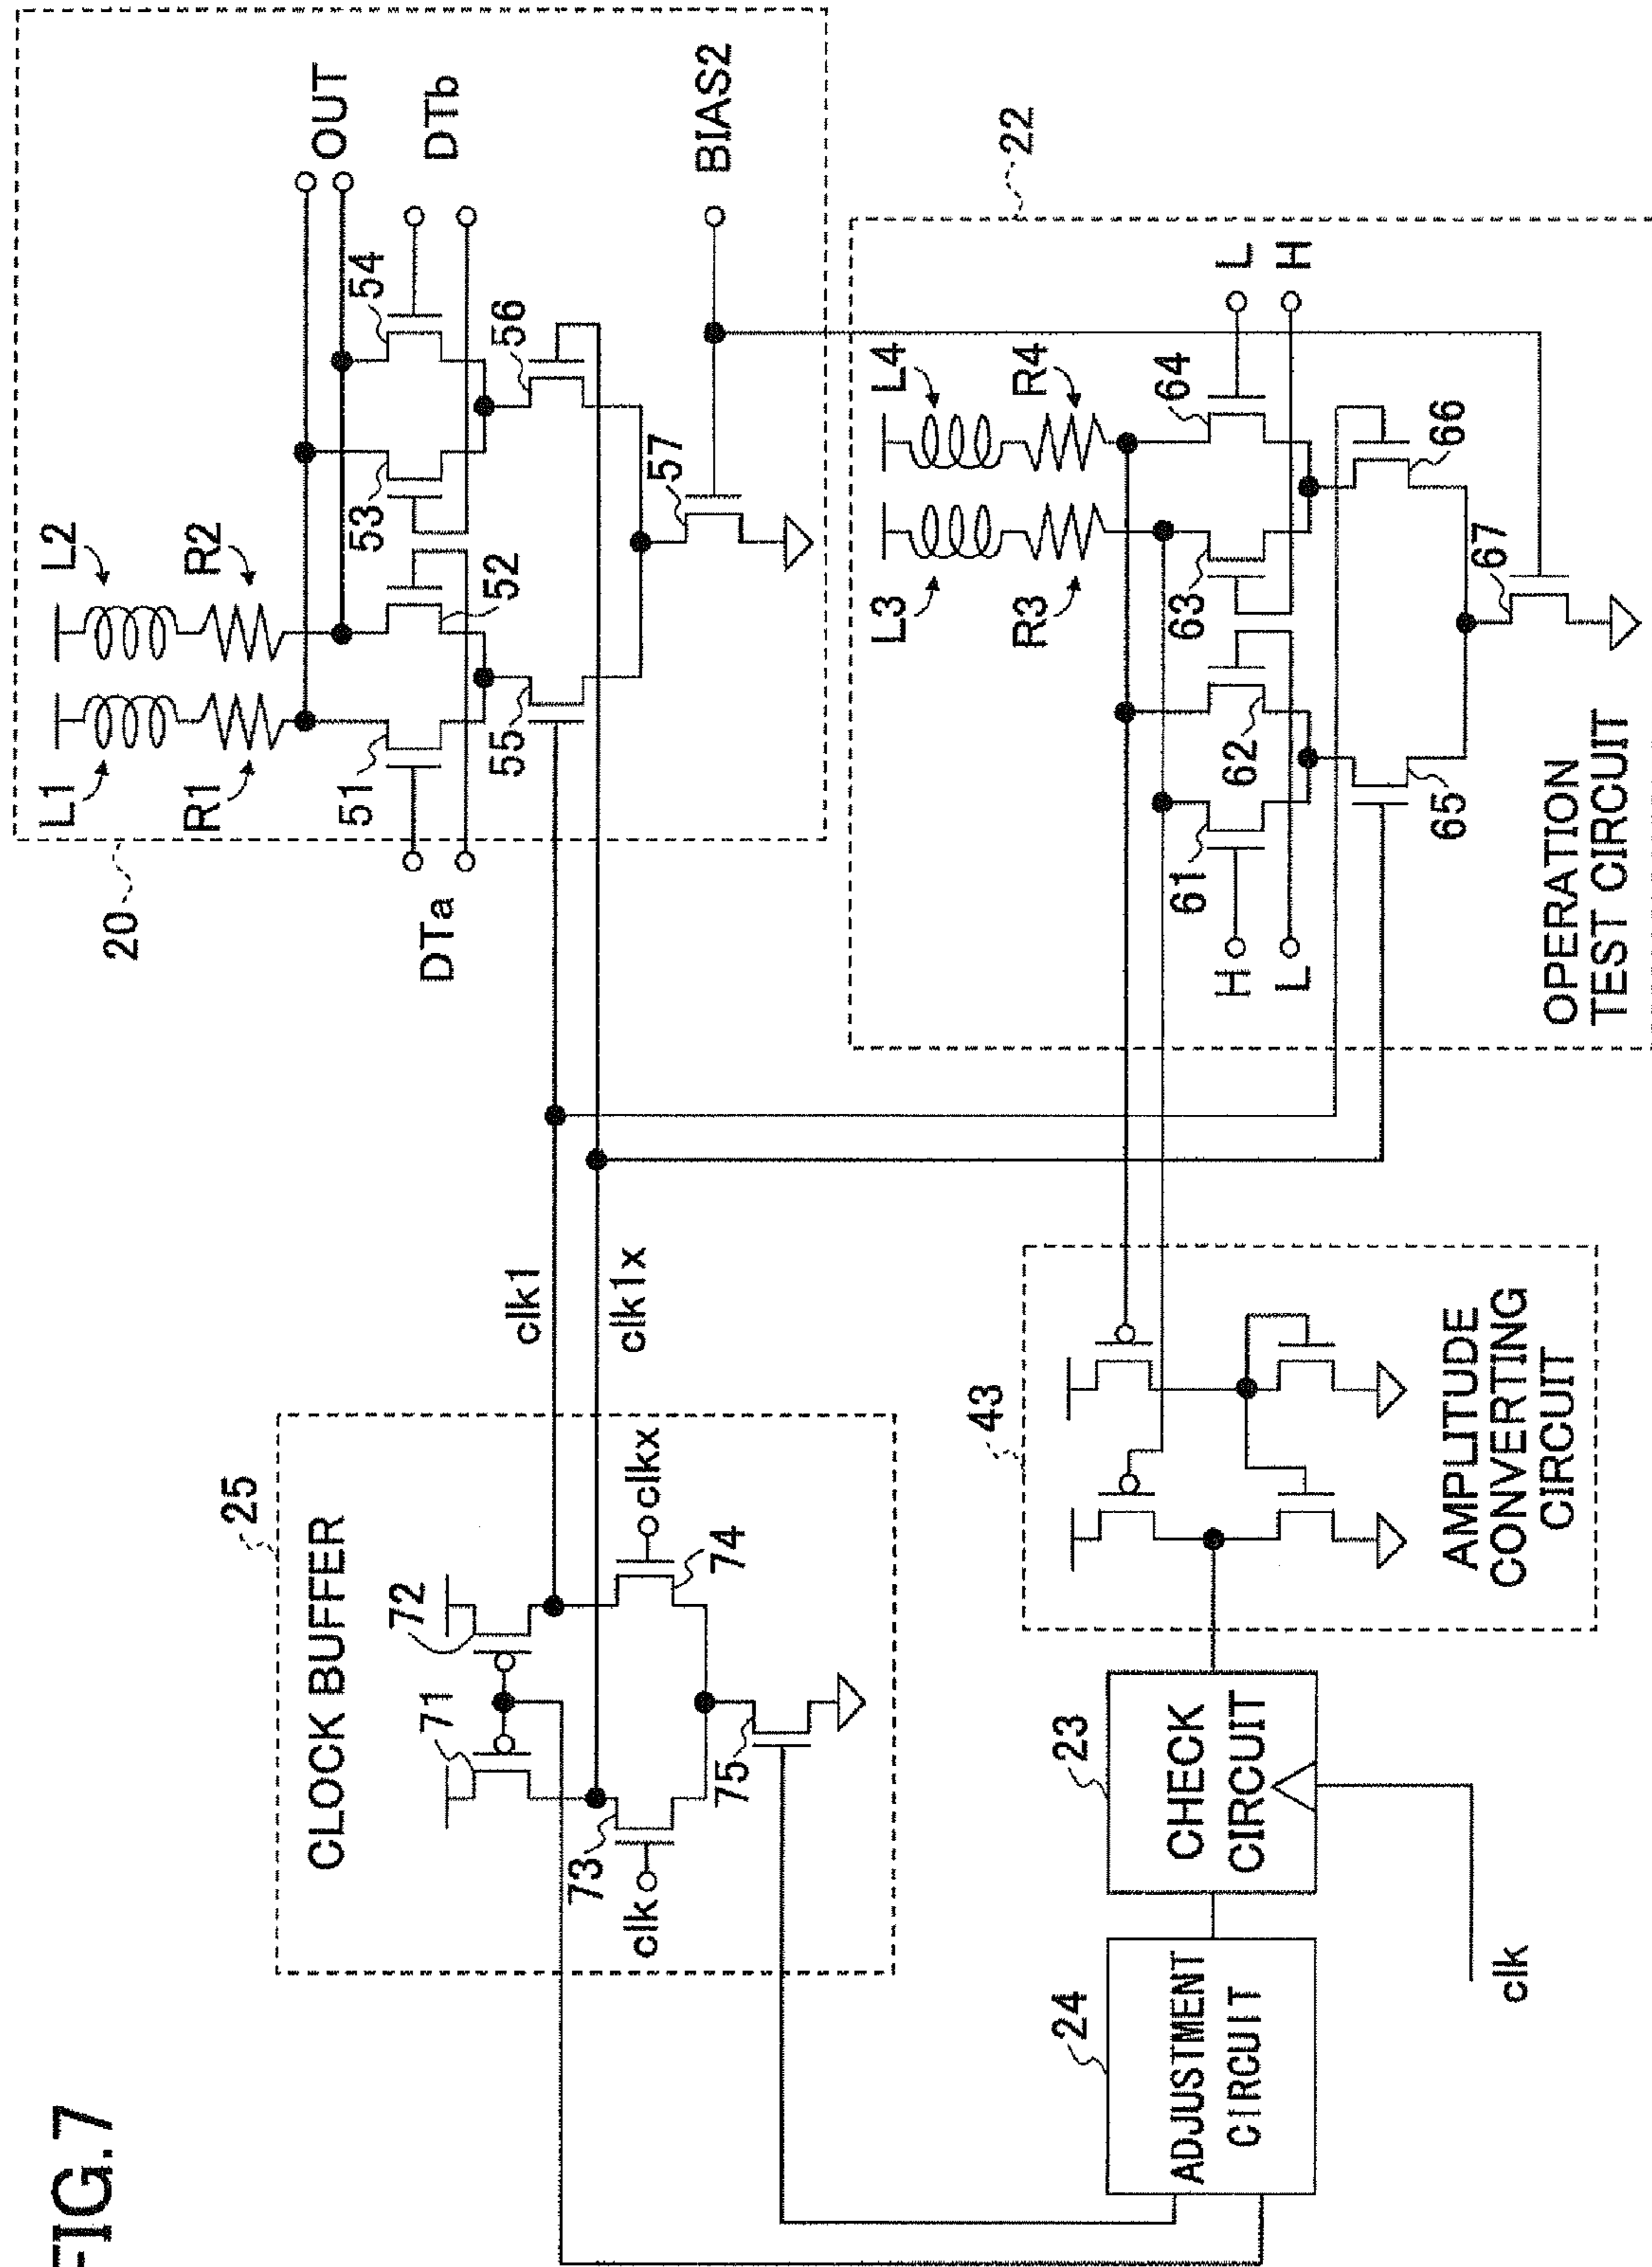 FIG.7
20
L1
L2
R1
R2
OUT
51
52
53
54
DTa
DTb
55
56
57
BIAS2
25
CLOCK BUFFER
71
72
73
74
75
clk
clkx
clk1
clk1x
22
L3
L4
R3
R4
61
62
63
64
H
L
L
H
65
66
67
OPERATION
TEST CIRCUIT
43
AMPLITUDE
CONVERTING
CIRCUIT
23
CHECK
CIRCUIT
24
ADJUSTMENT
CIRCUIT
clk